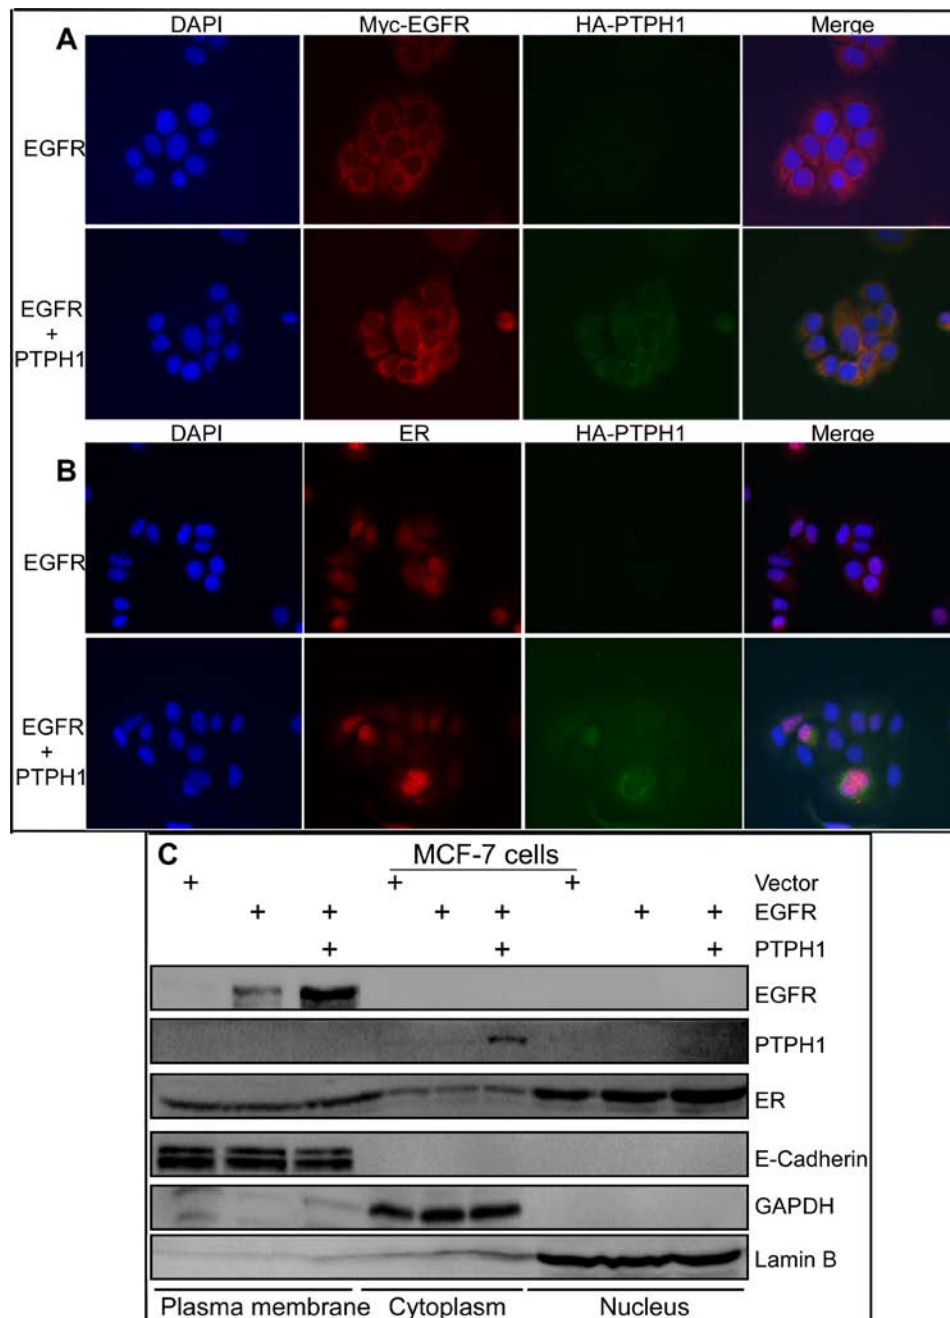 A DAPI Myc-EGFR HA-PTPH1 Merge
EGFR
EGFR
+
PTPH1
DAPI ER HA-PTPH1 Merge
B
EGFR
EGFR
+
PTPH1
C MCF-7 cells
+ + + Vector
+ + + + + + EGFR
+ + + PTPH1
EGFR
PTPH1
ER
E-Cadherin
GAPDH
Lamin B
Plasma membrane Cytoplasm Nucleus